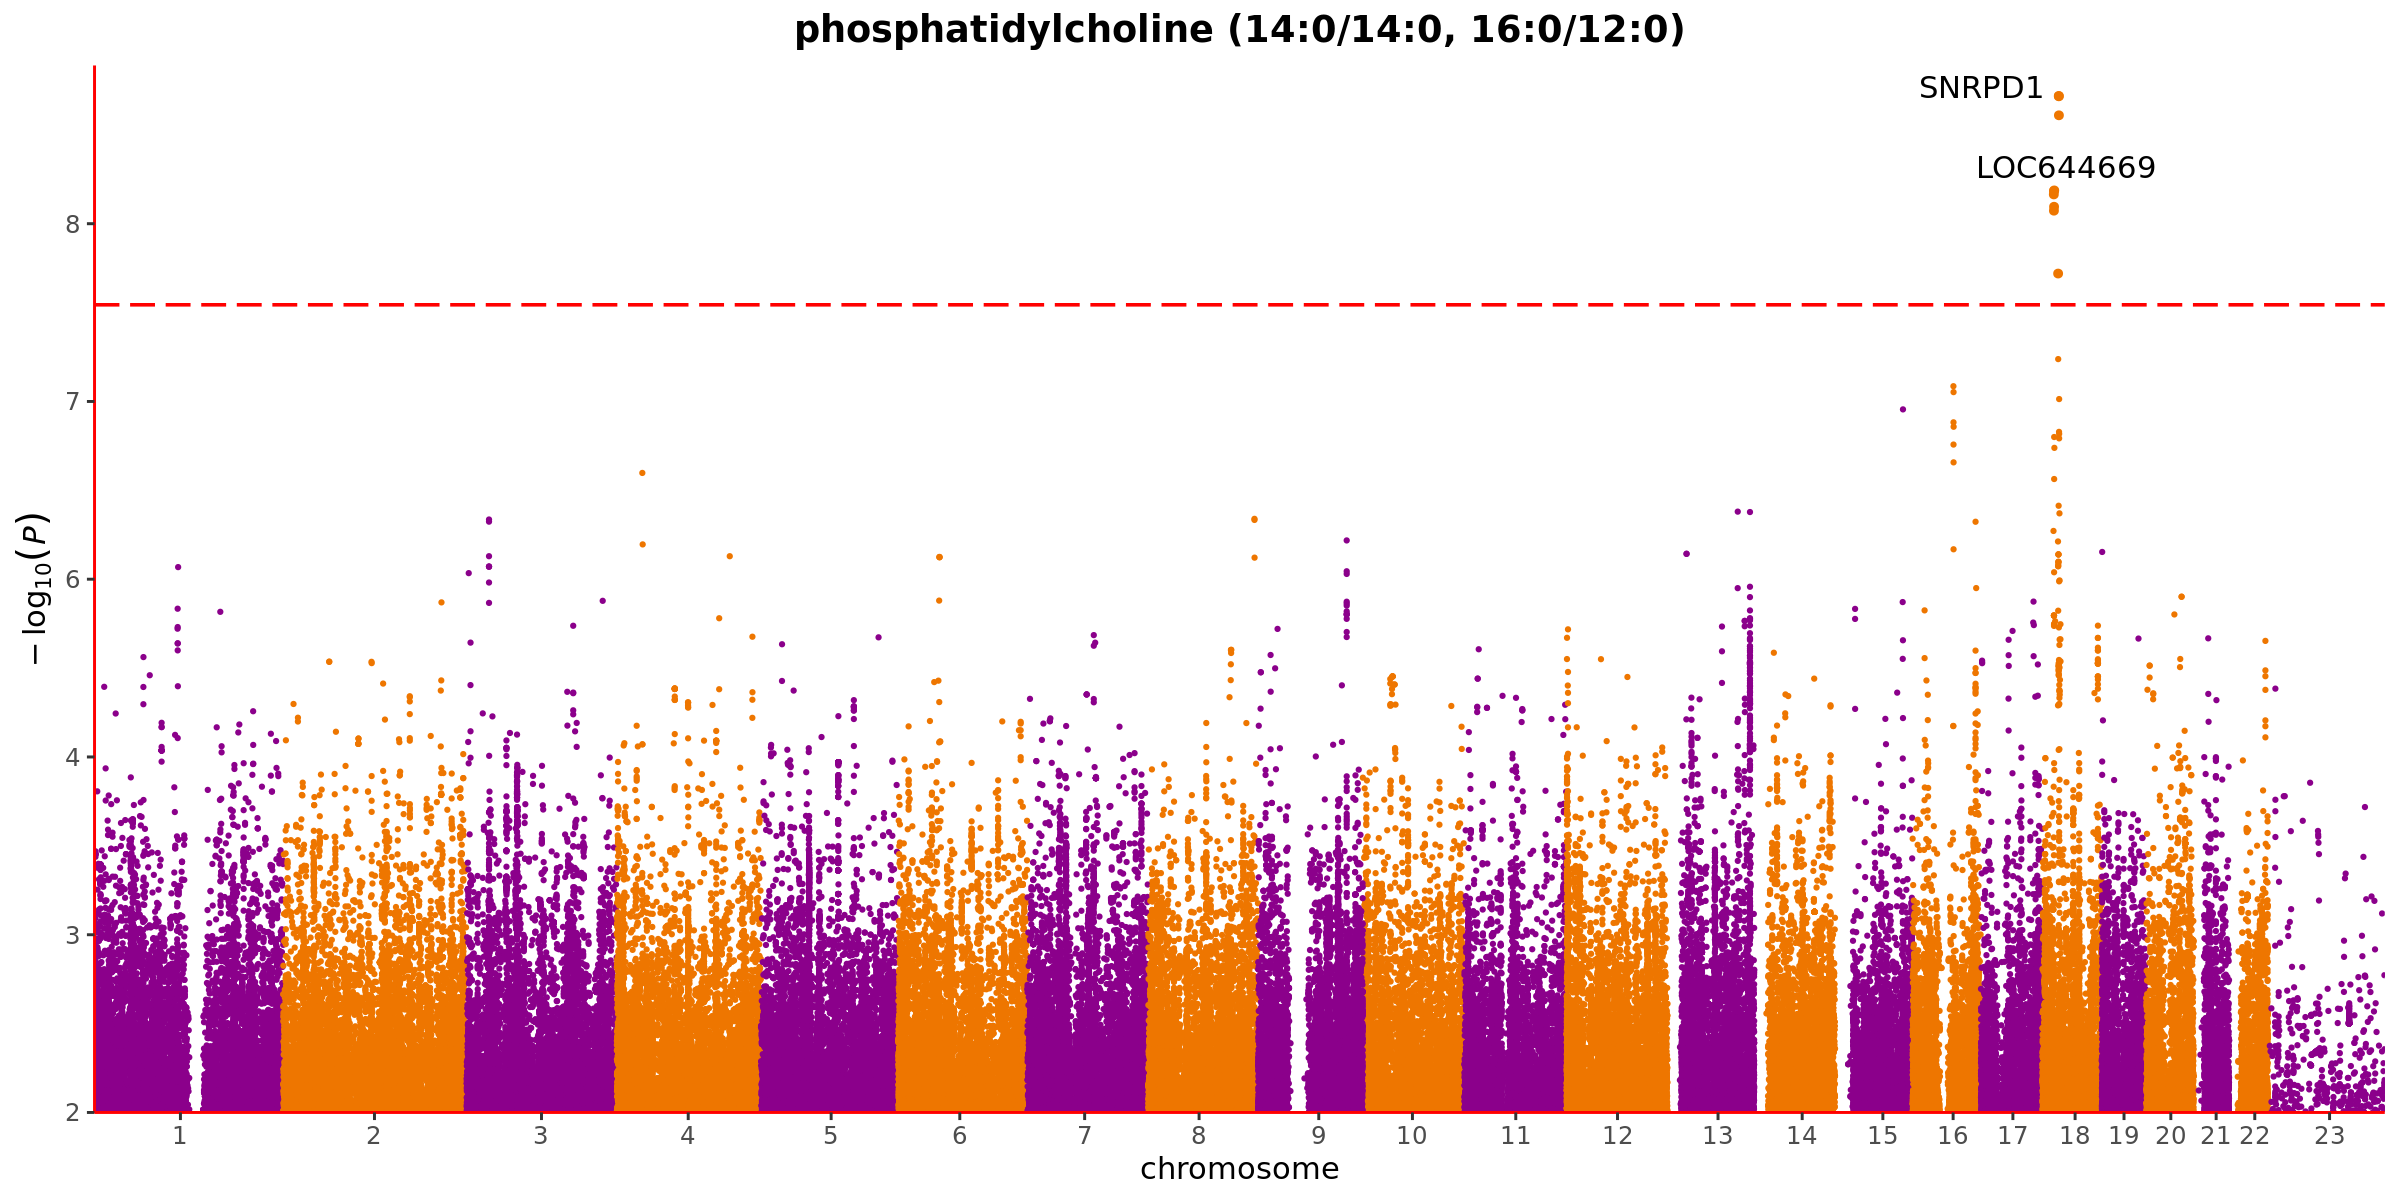 phosphatidylcholine (14:0/14:0, 16:0/12:0)
SNRPD1
LOC644669
8
7
6
5
4
3
2
− log10(P)
1 2 3 4 5 6 7 8 9 10 11 12 13 14 15 16 17 18 19 20 21 22 23
chromosome